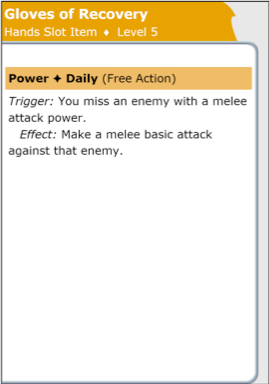 Gloves of Recovery
Hands Slot Item ♦ Level 5
Power ✦ Daily (Free Action)
Trigger: You miss an enemy with a melee
attack power.
Effect: Make a melee basic attack
against that enemy.